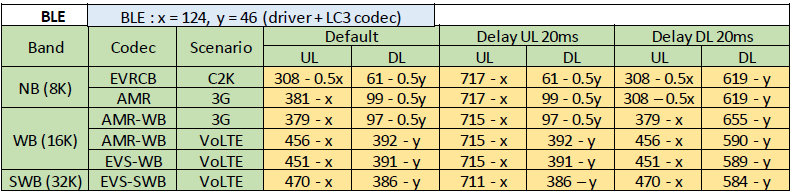 BLE BLE : x = 124, y = 46 (driver + LC3 codec)
Band Codec Scenario Default Delay UL 20ms Delay DL 20ms
UL DL UL DL UL DL
NB (8K) EVRCB C2K 308 - 0.5x 61 - 0.5y 717 - x 61 - 0.5y 308 - 0.5x 619 - y
AMR 3G 381 - x 99 - 0.5y 717 - x 99 - 0.5y 308 – 0.5x 619 - y
WB (16K) AMR-WB 3G 379 - x 97 - 0.5y 715 - x 97 - 0.5y 379 - x 655 - y
AMR-WB VoLTE 456 - x 392 - y 715 - x 392 - y 456 - x 590 - y
EVS-WB VoLTE 451 - x 391 - y 715 - x 391 - y 451 - x 589 - y
SWB (32K) EVS-SWB VoLTE 470 - x 386 - y 711 - x 386 – y 470 - x 584 - y